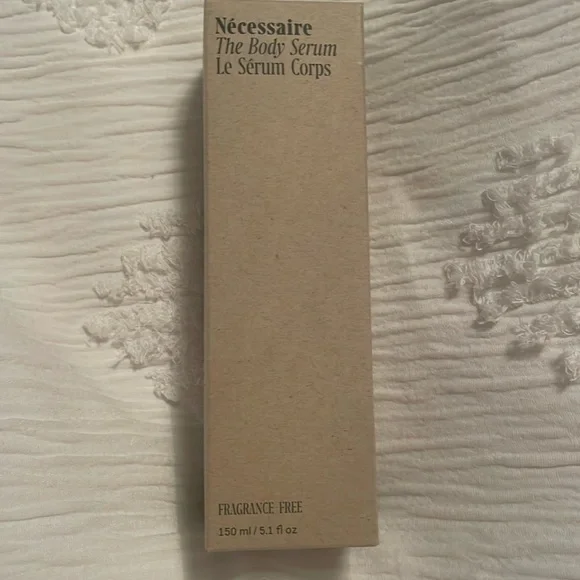 Nécessaire
The Body Serum
Le Sérum Corps
FRAGRANCE FREE
150 ml / 5.1 fl oz